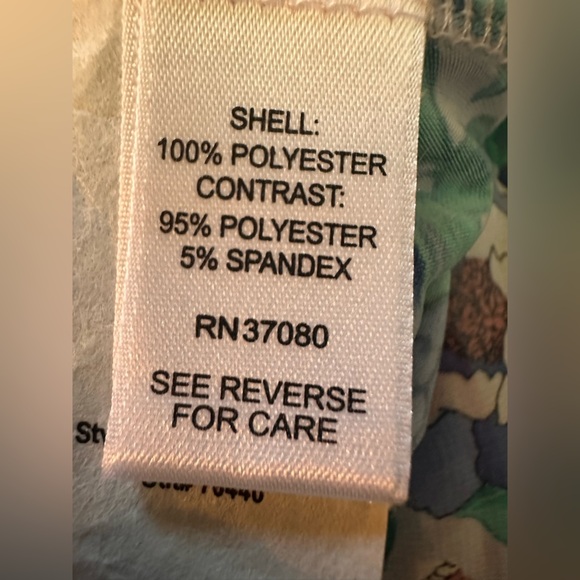 SHELL:
100% POLYESTER
CONTRAST:
95% POLYESTER
5% SPANDEX
RN37080
SEE REVERSE
FOR CARE